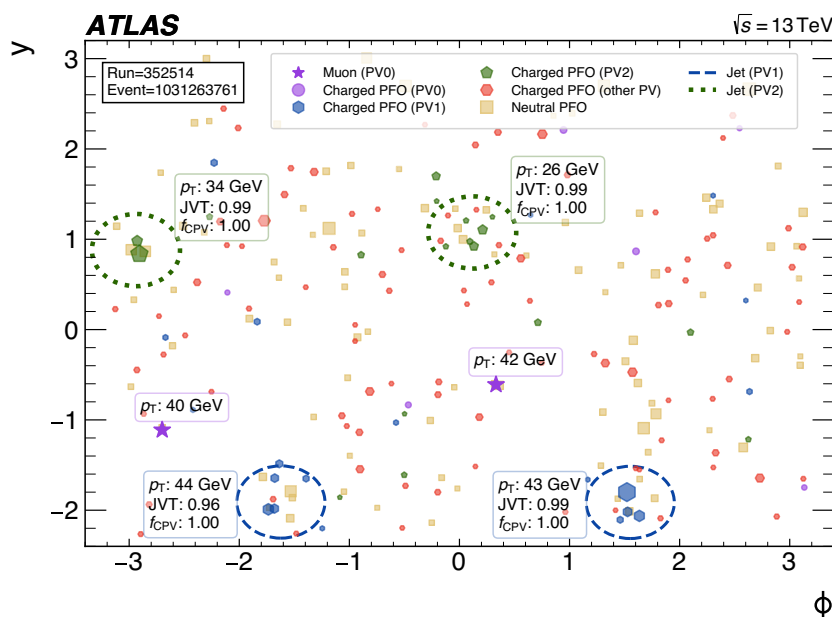 ATLAS
√s = 13 TeV
y
Run=352514
Event=1031263761
Muon (PV0)
Charged PFO (PV0)
Charged PFO (PV1)
Charged PFO (PV2)
Charged PFO (other PV)
Neutral PFO
Jet (PV1)
Jet (PV2)
3
2
1
0
−1
−2
pT: 34 GeV
JVT: 0.99
fCPV: 1.00
pT: 26 GeV
JVT: 0.99
fCPV: 1.00
pT: 42 GeV
pT: 40 GeV
pT: 44 GeV
JVT: 0.96
fCPV: 1.00
pT: 43 GeV
JVT: 0.99
fCPV: 1.00
−3 −2 −1 0 1 2 3
ϕ